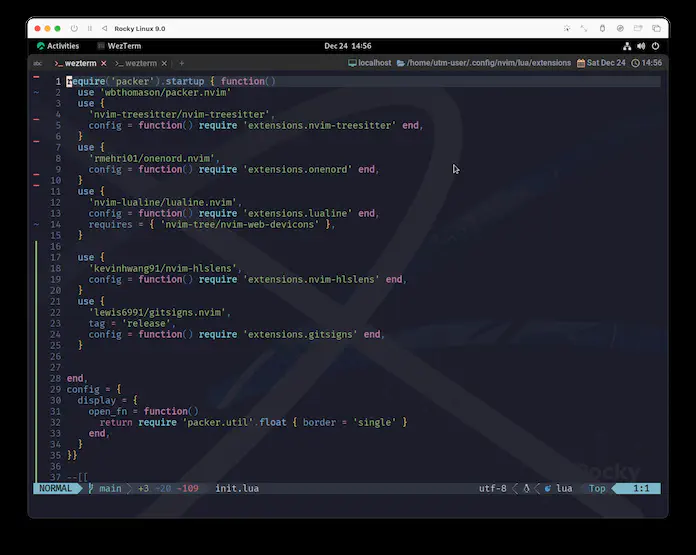 Rocky Linux 9.0
Activities WezTerm Dec 24 14:56
wezterm × wezterm × + localhost /home/utm-user/.config/nvim/lua/extensions Sat Dec 24 14:56
1 require('packer').startup { function()
2 use 'wbthomason/packer.nvim'
3 use {
4 'nvim-treesitter/nvim-treesitter',
5 config = function() require 'extensions.nvim-treesitter' end,
6 }
7 use {
8 'rmehri01/onenord.nvim',
9 config = function() require 'extensions.onenord' end,
10 }
11 use {
12 'nvim-lualine/lualine.nvim',
13 config = function() require 'extensions.lualine' end,
14 requires = { 'nvim-tree/nvim-web-devicons' },
15 }
16
17 use {
18 'kevinhwang91/nvim-hlslens',
19 config = function() require 'extensions.nvim-hlslens' end,
20 }
21 use {
22 'lewis6991/gitsigns.nvim',
23 tag = 'release',
24 config = function() require 'extensions.gitsigns' end,
25 }
26
27
28 end,
29 config = {
30 display = {
31 open_fn = function()
32 return require 'packer.util'.float { border = 'single' }
33 end,
34 }
35 }}
36
37 --[[
Rocky
NORMAL main +3 ~20 -109 init.lua utf-8 lua Top 1:1